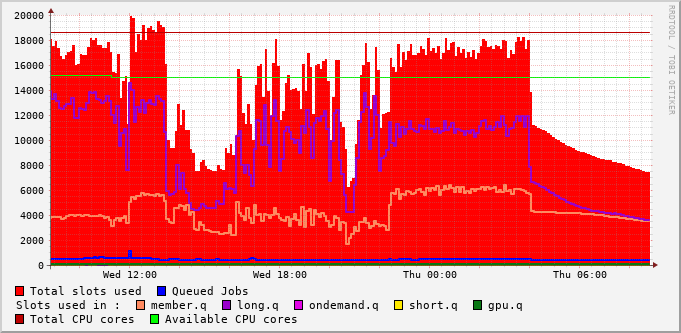 20000
18000
16000
14000
12000
10000
8000
6000
4000
2000
0
Wed 12:00 Wed 18:00 Thu 00:00 Thu 06:00
Total slots used Queued Jobs
Slots used in : member.q long.q ondemand.q short.q gpu.q
Total CPU cores Available CPU cores
RRDTOOL / TOBI OETIKER